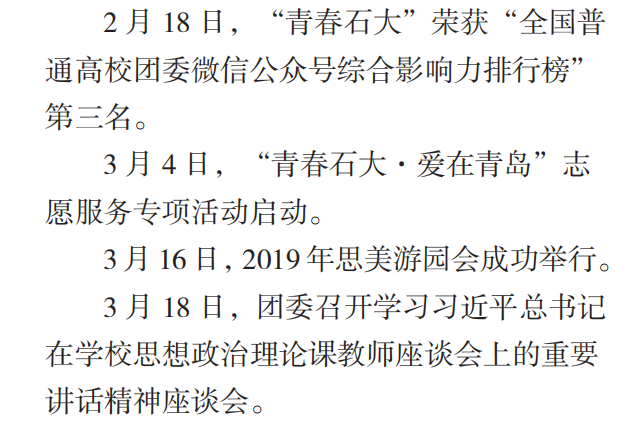 2 月 18 日，“青春石大”荣获“全国普
通高校团委微信公众号综合影响力排行榜”
第三名。
3 月 4 日，“青春石大·爱在青岛”志
愿服务专项活动启动。
3 月 16 日, 2019 年思美游园会成功举行。
3 月 18 日，团委召开学习习近平总书记
在学校思想政治理论课教师座谈会上的重要
讲话精神座谈会。